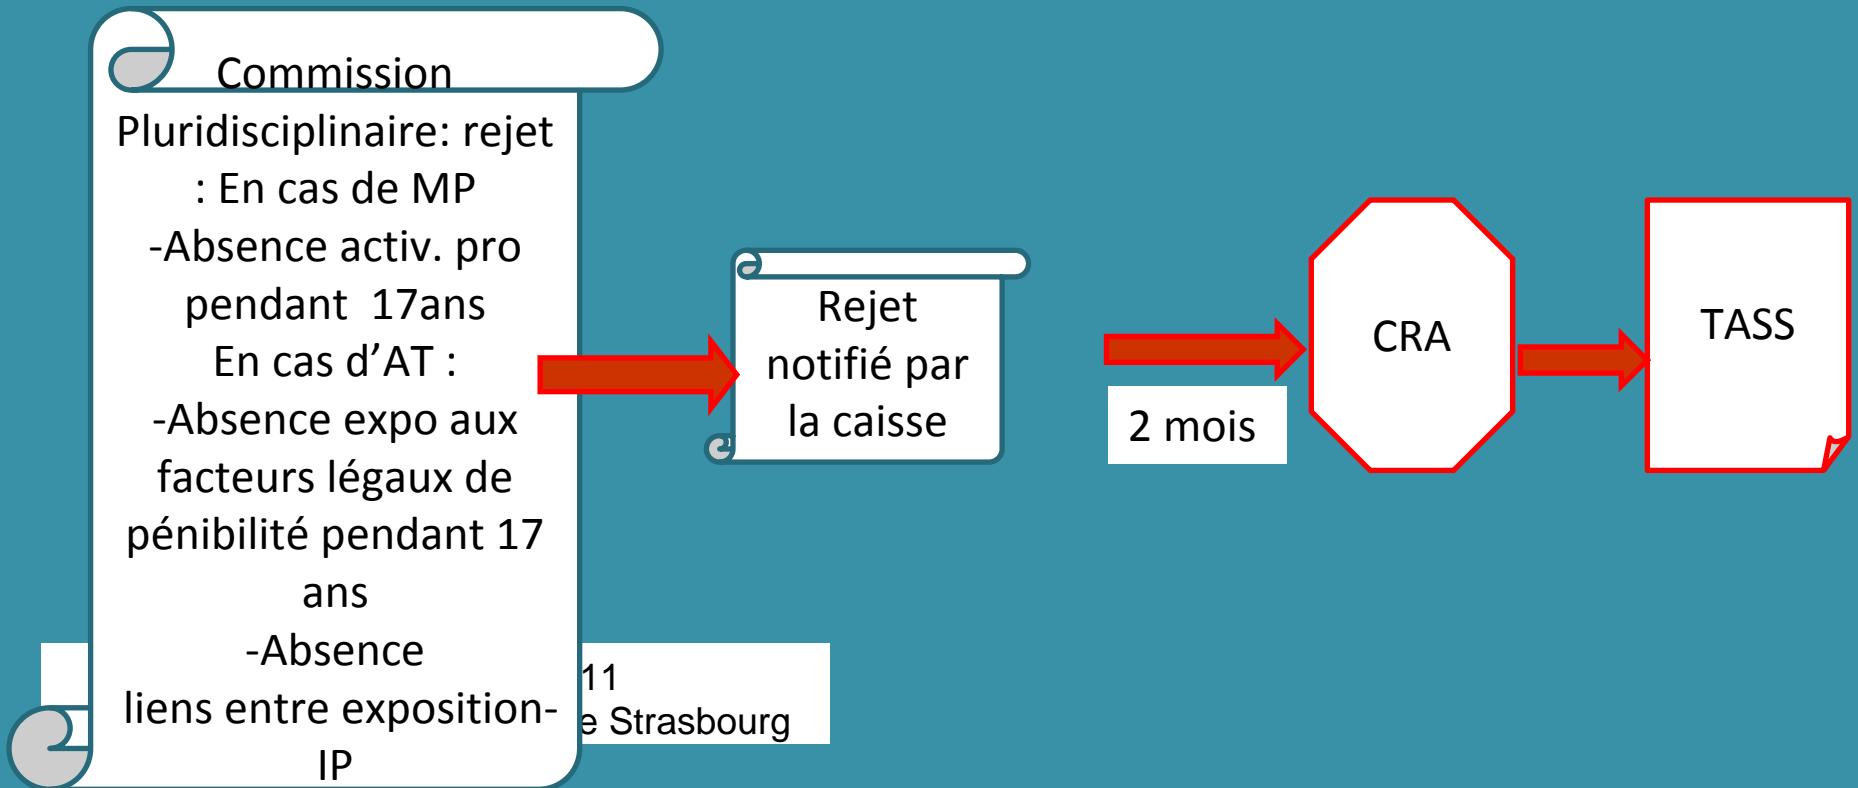 Commission
Pluridisciplinaire: rejet
: En cas de MP
-Absence activ. pro
pendant 17ans
En cas d’AT :
-Absence expo aux
facteurs légaux de
pénibilité pendant 17
ans
-Absence
liens entre exposition-
IP
11
e Strasbourg
Rejet
notifié par
la caisse
2 mois
CRA
TASS